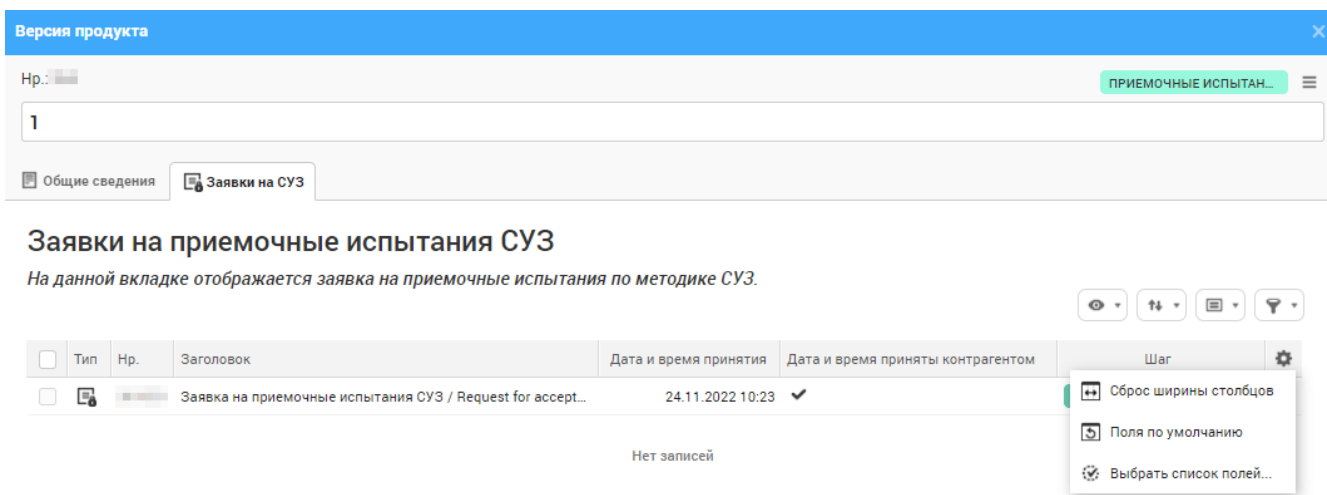 Версия продукта
Нр.:
ПРИЕМОЧНЫЕ ИСПЫТАН...
1
Общие сведения
Заявки на СУЗ
Заявки на приемочные испытания СУЗ
На данной вкладке отображается заявка на приемочные испытания по методике СУЗ.
Тип Нр. Заголовок Дата и время принятия Дата и время приняты контрагентом Шаг
Заявка на приемочные испытания СУЗ / Request for accept... 24.11.2022 10:23
Сброс ширины столбцов
Поля по умолчанию
Нет записей
Выбрать список полей...